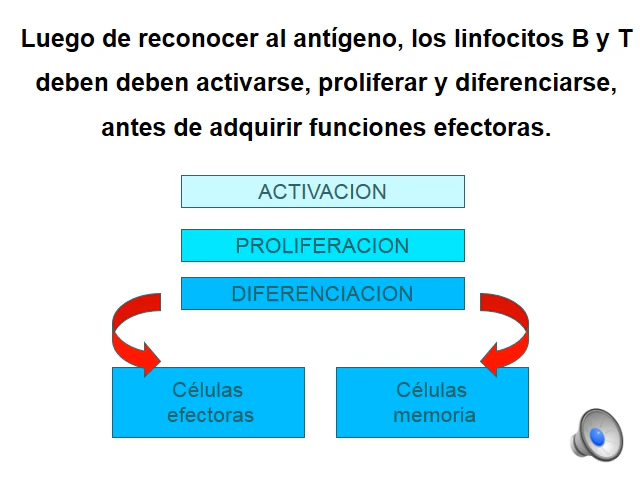 Luego de reconocer al antígeno, los linfocitos B y T
deben deben activarse, proliferar y diferenciarse,
antes de adquirir funciones efectoras.
ACTIVACION
PROLIFERACION
DIFERENCIACION
Células
efectoras
Células
memoria